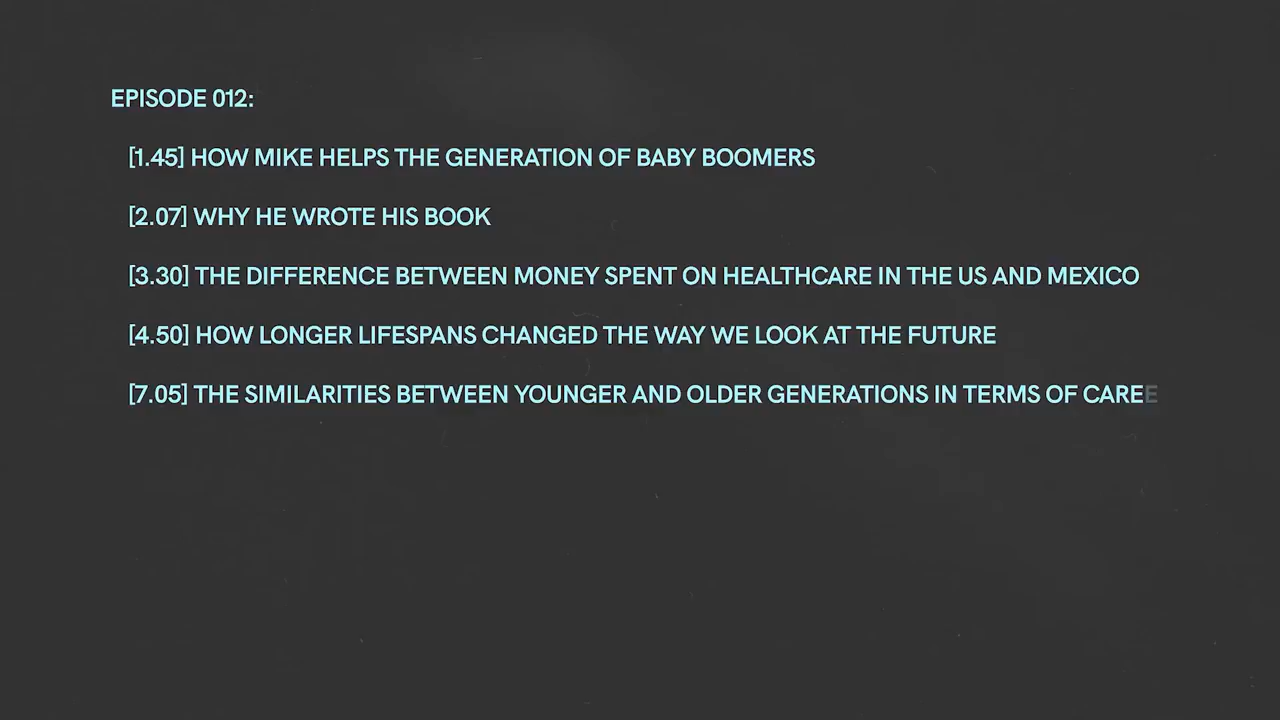 EPISODE 012:
[1.45] HOW MIKE HELPS THE GENERATION OF BABY BOOMERS
[2.07] WHY HE WROTE HIS BOOK
[3.30] THE DIFFERENCE BETWEEN MONEY SPENT ON HEALTHCARE IN THE US AND MEXICO
[4.50] HOW LONGER LIFESPANS CHANGED THE WAY WE LOOK AT THE FUTURE
[7.05] THE SIMILARITIES BETWEEN YOUNGER AND OLDER GENERATIONS IN TERMS OF CAREE